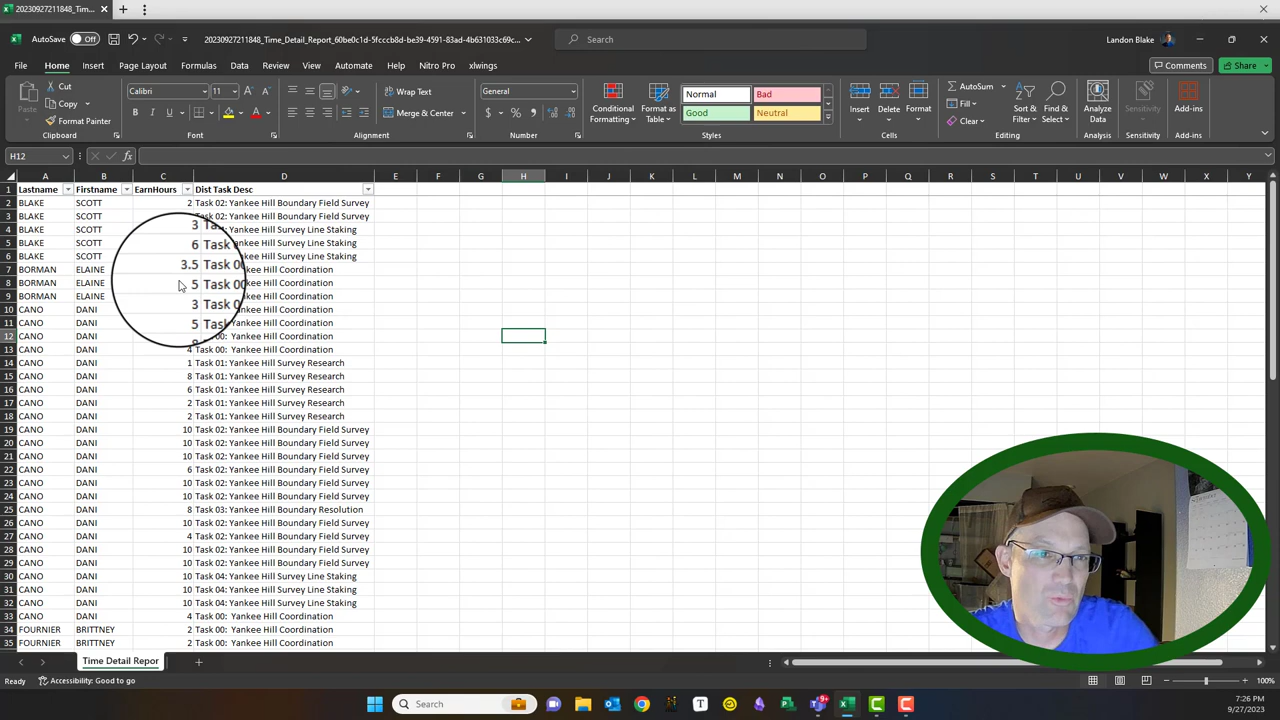 20230927211848_Time_
AutoSave Off 20230927211848_Time_Detail_Report_60be0c1d-5fcccb8d-be39-4591-83ad-4b631033c69c... Search Landon Blake
File Home Insert Page Layout Formulas Data Review View Automate Help Nitro Pro xlwings Comments Share
Cut
Copy
Format Painter
Paste
Clipboard
Calibri 11
B I U
Font
Wrap Text
Merge & Center
Alignment
General
Number
Conditional Formatting
Format as Table
Normal Bad
Good Neutral
Styles
Insert Delete Format
Cells
AutoSum
Fill
Clear
Sort & Filter
Find & Select
Editing
Analyze Data
Analysis
Sensitivity
Sensitivity
Add-ins
Add-ins
H12 fx
A B C D E F G H I J K L M N O P Q R S T U V W X Y
1 Lastname Firstname EarnHours Dist Task Desc
2 BLAKE SCOTT 2 Task 02: Yankee Hill Boundary Field Survey
3 BLAKE SCOTT Task 02: Yankee Hill Boundary Field Survey
4 BLAKE SCOTT 3 Yankee Hill Survey Line Staking
5 BLAKE SCOTT 6 Task Yankee Hill Survey Line Staking
6 BLAKE SCOTT 3.5 Task Yankee Hill Survey Line Staking
7 BORMAN ELAINE Yankee Hill Coordination
8 BORMAN ELAINE 5 Task Yankee Hill Coordination
9 BORMAN ELAINE 3 Task Yankee Hill Coordination
10 CANO DANI 5 Task Yankee Hill Coordination
11 CANO DANI Yankee Hill Coordination
12 CANO DANI 00: Yankee Hill Coordination
13 CANO DANI 4 Task 00: Yankee Hill Coordination
14 CANO DANI 1 Task 01: Yankee Hill Survey Research
15 CANO DANI 8 Task 01: Yankee Hill Survey Research
16 CANO DANI 6 Task 01: Yankee Hill Survey Research
17 CANO DANI 2 Task 01: Yankee Hill Survey Research
18 CANO DANI 2 Task 01: Yankee Hill Survey Research
19 CANO DANI 10 Task 02: Yankee Hill Boundary Field Survey
20 CANO DANI 10 Task 02: Yankee Hill Boundary Field Survey
21 CANO DANI 10 Task 02: Yankee Hill Boundary Field Survey
22 CANO DANI 6 Task 02: Yankee Hill Boundary Field Survey
23 CANO DANI 10 Task 02: Yankee Hill Boundary Field Survey
24 CANO DANI 10 Task 02: Yankee Hill Boundary Field Survey
25 CANO DANI 8 Task 03: Yankee Hill Boundary Resolution
26 CANO DANI 10 Task 02: Yankee Hill Boundary Field Survey
27 CANO DANI 4 Task 02: Yankee Hill Boundary Field Survey
28 CANO DANI 10 Task 02: Yankee Hill Boundary Field Survey
29 CANO DANI 10 Task 02: Yankee Hill Boundary Field Survey
30 CANO DANI 10 Task 04: Yankee Hill Survey Line Staking
31 CANO DANI 10 Task 04: Yankee Hill Survey Line Staking
32 CANO DANI 10 Task 04: Yankee Hill Survey Line Staking
33 CANO DANI 4 Task 00: Yankee Hill Coordination
34 FOURNIER BRITTNEY 2 Task 00: Yankee Hill Coordination
35 FOURNIER BRITTNEY 2 Task 00: Yankee Hill Coordination
Time Detail Repor
Ready Accessibility: Good to go 100%
Search
7:26 PM
9/27/2023